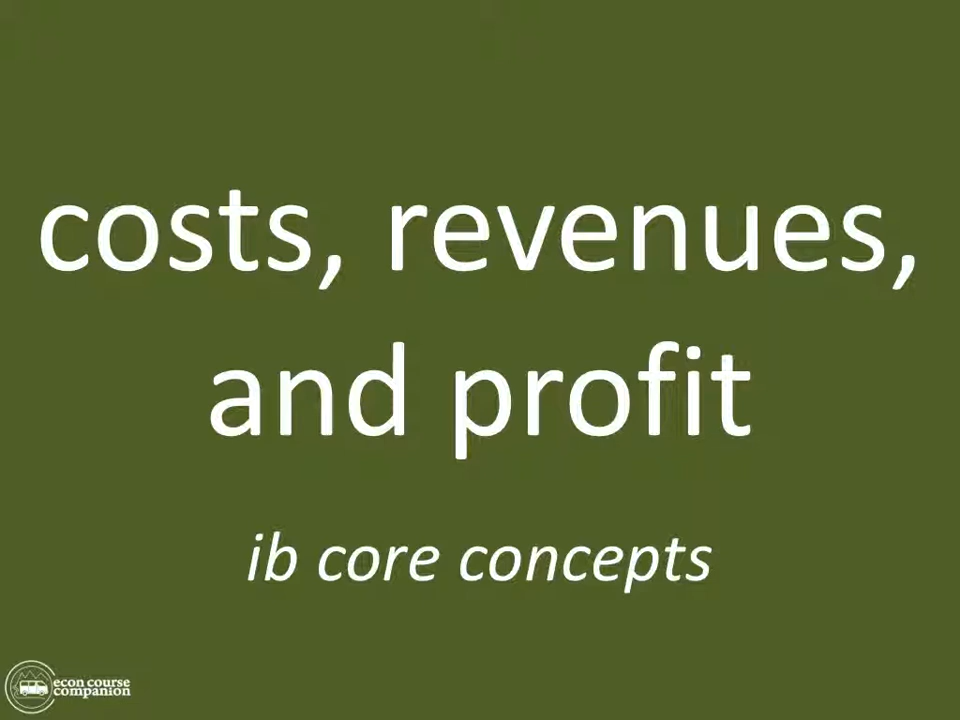 costs, revenues,
and profit
ib core concepts
econ course
companion